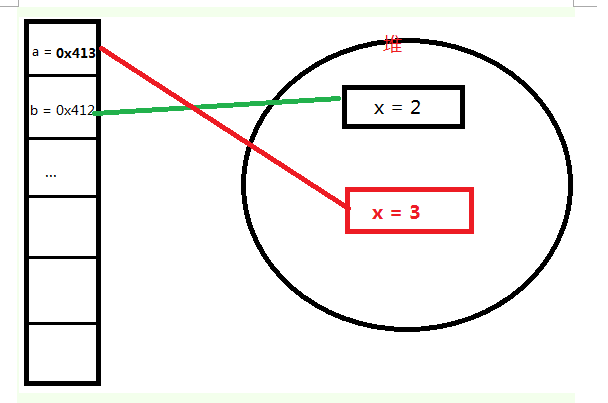 堆
a = 0x413
x = 2
b = 0x412
...
x = 3